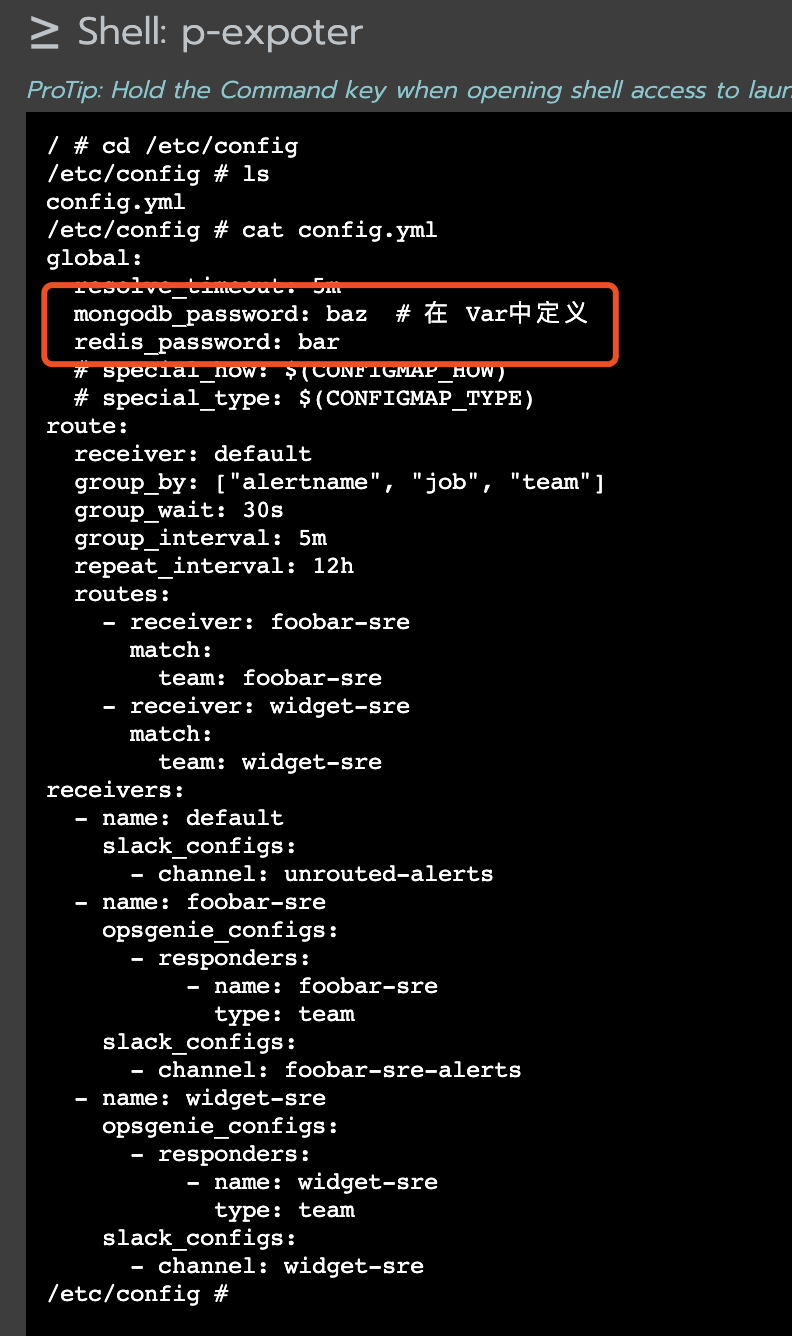 ≥ Shell: p-expoter
ProTip: Hold the Command key when opening shell access to laun
/ # cd /etc/config
/etc/config # ls
config.yml
/etc/config # cat config.yml
global:
  resolve_timeout: 5m
  mongodb_password: baz  # 在 Var中定义
  redis_password: bar
  # special_how: $(CONFIGMAP_HOW)
  # special_type: $(CONFIGMAP_TYPE)
route:
  receiver: default
  group_by: ["alertname", "job", "team"]
  group_wait: 30s
  group_interval: 5m
  repeat_interval: 12h
  routes:
    - receiver: foobar-sre
      match:
        team: foobar-sre
    - receiver: widget-sre
      match:
        team: widget-sre
receivers:
  - name: default
    slack_configs:
      - channel: unrouted-alerts
  - name: foobar-sre
    opsgenie_configs:
      - responders:
          - name: foobar-sre
            type: team
    slack_configs:
      - channel: foobar-sre-alerts
  - name: widget-sre
    opsgenie_configs:
      - responders:
          - name: widget-sre
            type: team
    slack_configs:
      - channel: widget-sre
/etc/config #